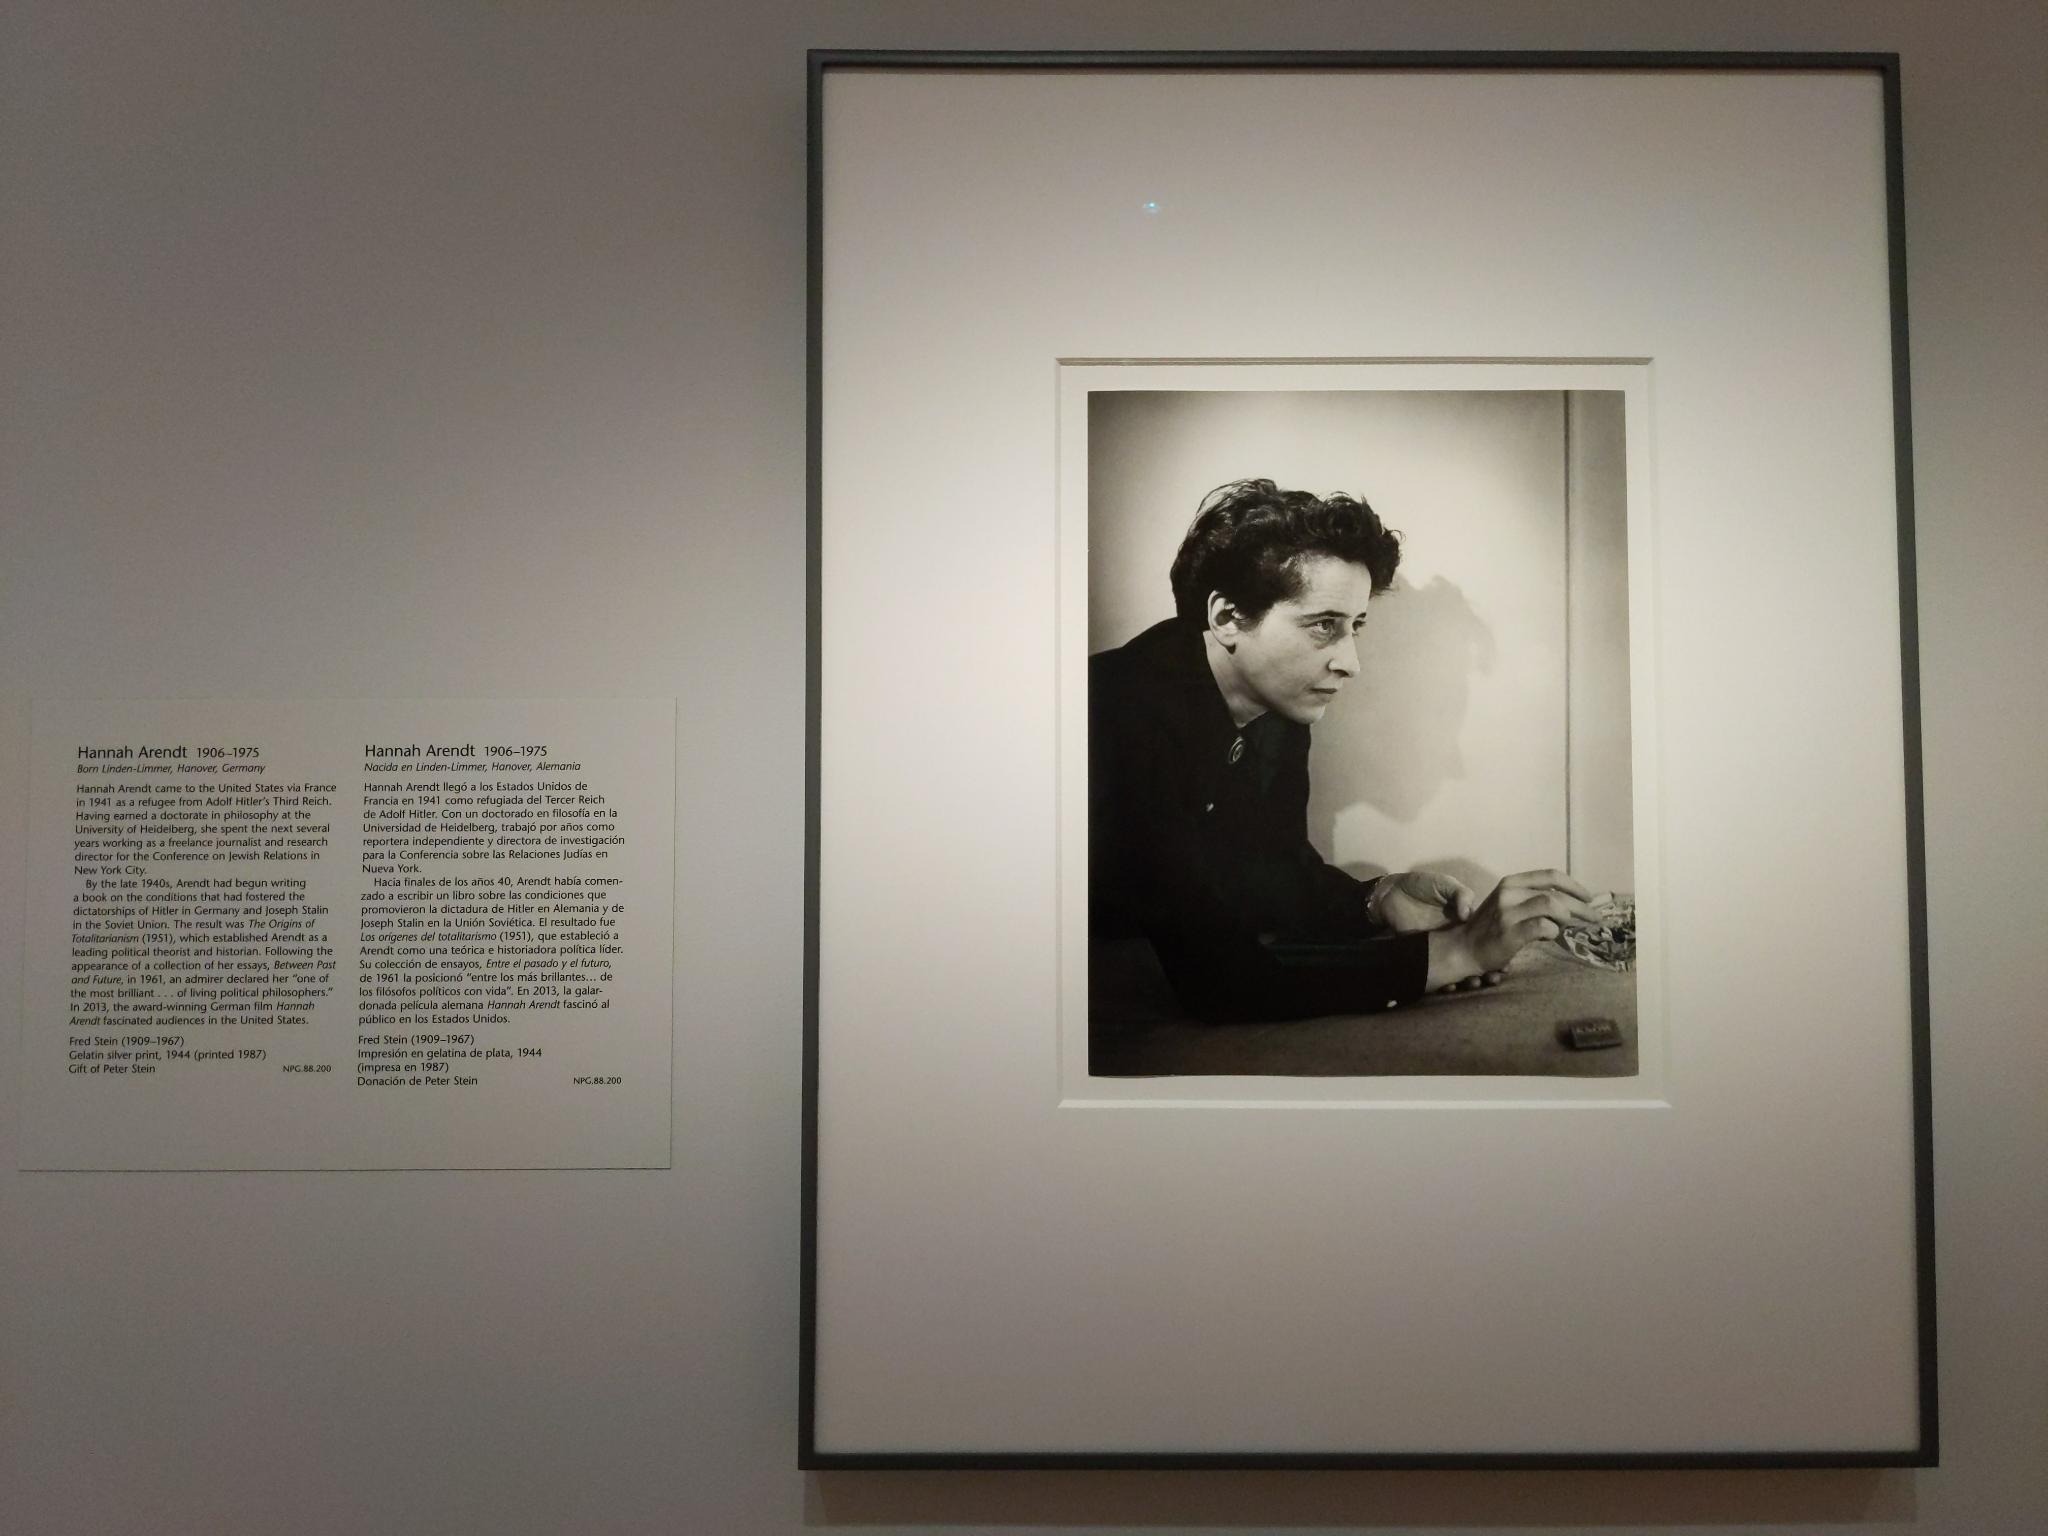 Hannah Arendt 1906–1975
Born Linden-Limmer, Hanover, Germany
Hannah Arendt came to the United States via France
in 1941 as a refugee from Adolf Hitler's Third Reich.
Having earned a doctorate in philosophy at the
University of Heidelberg, she spent the next several
years working as a freelance journalist and research
director for the Conference on Jewish Relations in
New York City.
By the late 1940s, Arendt had begun writing
a book on the conditions that had fostered the
dictatorships of Hitler in Germany and Joseph Stalin
in the Soviet Union. The result was The Origins of
Totalitarianism (1951), which established Arendt as a
leading political theorist and historian. Following the
appearance of a collection of her essays, Between Past
and Future, in 1961, an admirer declared her "one of
the most brilliant . . . of living political philosophers."
In 2013, the award-winning German film Hannah
Arendt fascinated audiences in the United States.
Fred Stein (1909–1967)
Gelatin silver print, 1944 (printed 1987)
Gift of Peter Stein NPG.88.200
Hannah Arendt 1906–1975
Nacida en Linden-Limmer, Hanover, Alemania
Hannah Arendt llegó a los Estados Unidos de
Francia en 1941 como refugiada del Tercer Reich
de Adolf Hitler. Con un doctorado en filosofía en la
Universidad de Heidelberg, trabajó por años como
reportera independiente y directora de investigación
para la Conferencia sobre las Relaciones Judías en
Nueva York.
Hacia finales de los años 40, Arendt había comen-
zado a escribir un libro sobre las condiciones que
promovieron la dictadura de Hitler en Alemania y de
Joseph Stalin en la Unión Soviética. El resultado fue
Los orígenes del totalitarismo (1951), que estableció a
Arendt como una teórica e historiadora política líder.
Su colección de ensayos, Entre el pasado y el futuro,
de 1961 la posicionó "entre los más brillantes... de
los filósofos políticos con vida". En 2013, la galar-
donada película alemana Hannah Arendt fascinó al
público en los Estados Unidos.
Fred Stein (1909–1967)
Impresión en gelatina de plata, 1944
(impresa en 1987)
Donación de Peter Stein NPG.88.200